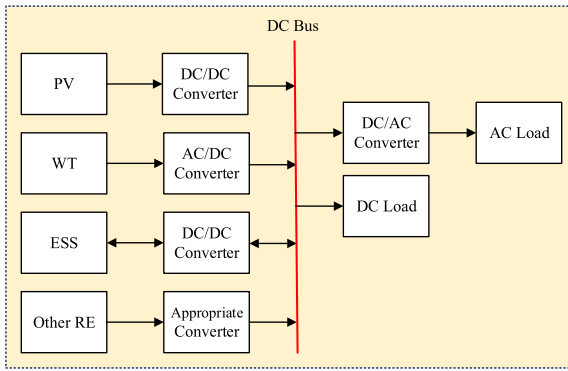 DC Bus
PV
DC/DC
Converter
DC/AC
Converter
AC Load
WT
AC/DC
Converter
DC Load
ESS
DC/DC
Converter
Other RE
Appropriate
Converter